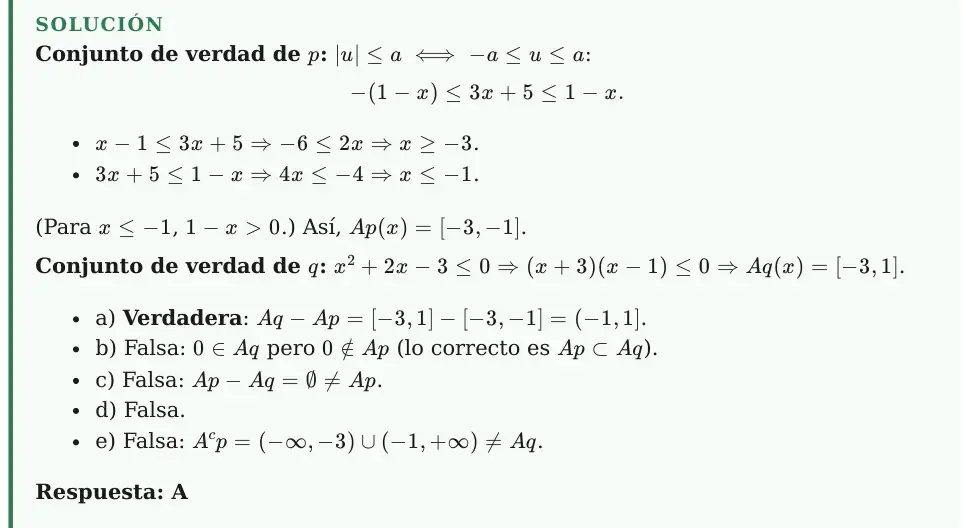 SOLUCIÓN
Conjunto de verdad de p: |u| ≤ a ⟺ −a ≤ u ≤ a:
−(1 − x) ≤ 3x + 5 ≤ 1 − x.
• x − 1 ≤ 3x + 5 ⇒ −6 ≤ 2x ⇒ x ≥ −3.
• 3x + 5 ≤ 1 − x ⇒ 4x ≤ −4 ⇒ x ≤ −1.
(Para x ≤ −1, 1 − x > 0.) Así, Ap(x) = [−3, −1].
Conjunto de verdad de q: x² + 2x − 3 ≤ 0 ⇒ (x + 3)(x − 1) ≤ 0 ⇒ Aq(x) = [−3, 1].
• a) Verdadera: Aq − Ap = [−3, 1] − [−3, −1] = (−1, 1].
• b) Falsa: 0 ∈ Aq pero 0 ∉ Ap (lo correcto es Ap ⊂ Aq).
• c) Falsa: Ap − Aq = ∅ ≠ Ap.
• d) Falsa.
• e) Falsa: Aᶜp = (−∞, −3) ∪ (−1, +∞) ≠ Aq.
Respuesta: A